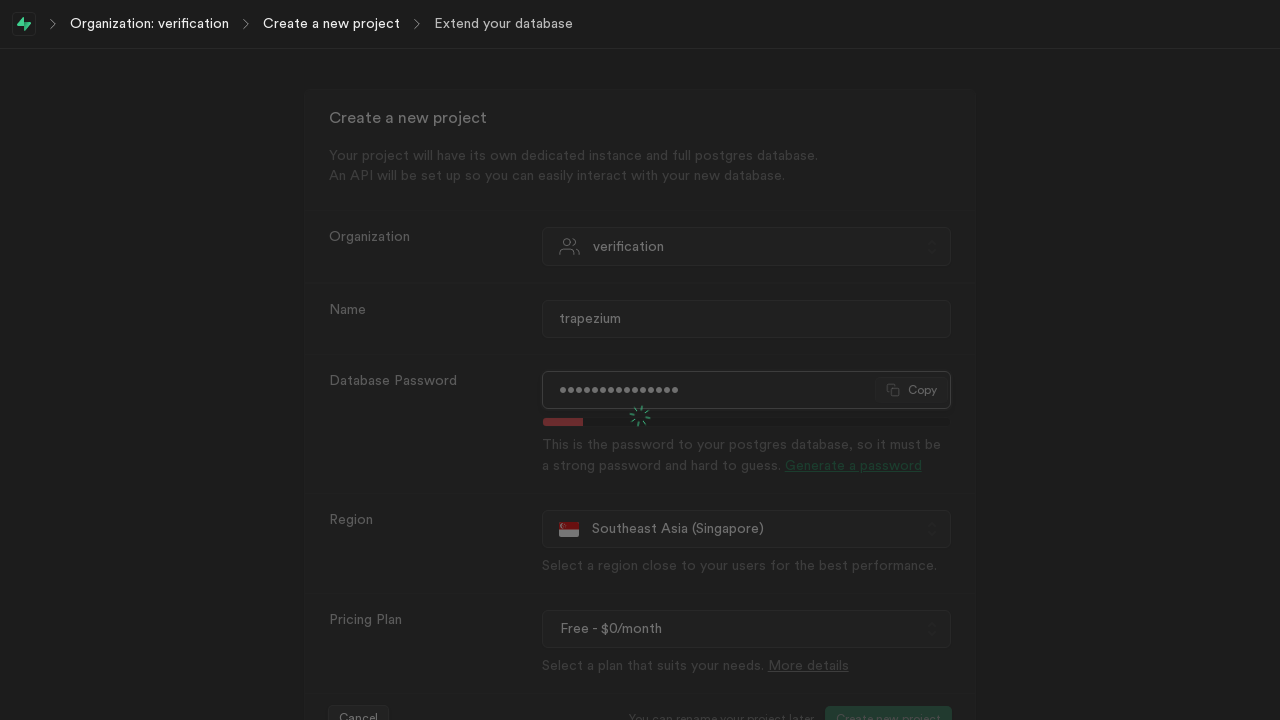 Organization: verification
Create a new project
Extend your database
Create a new project
Your project will have its own dedicated instance and full postgres database.
An API will be set up so you can easily interact with your new database.
Organization
verification
Name
trapezium
Database Password
•••••••••••••••
Copy
This is the password to your postgres database, so it must be
a strong password and hard to guess. Generate a password
Region
Southeast Asia (Singapore)
Select a region close to your users for the best performance.
Pricing Plan
Free - $0/month
Select a plan that suits your needs. More details
Cancel
You can rename your project later
Create new project